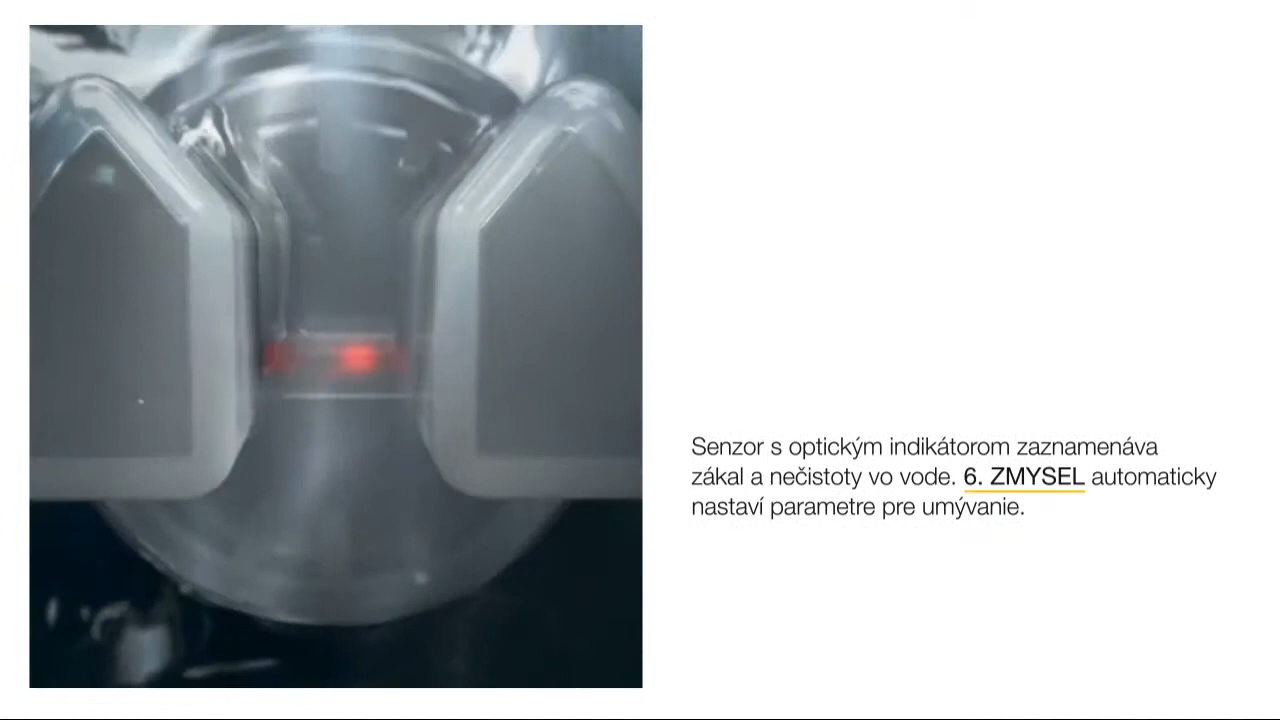 Senzor s optickým indikátorom zaznamenáva
zákal a nečistoty vo vode. 6. ZMYSEL automaticky
nastaví parametre pre umývanie.